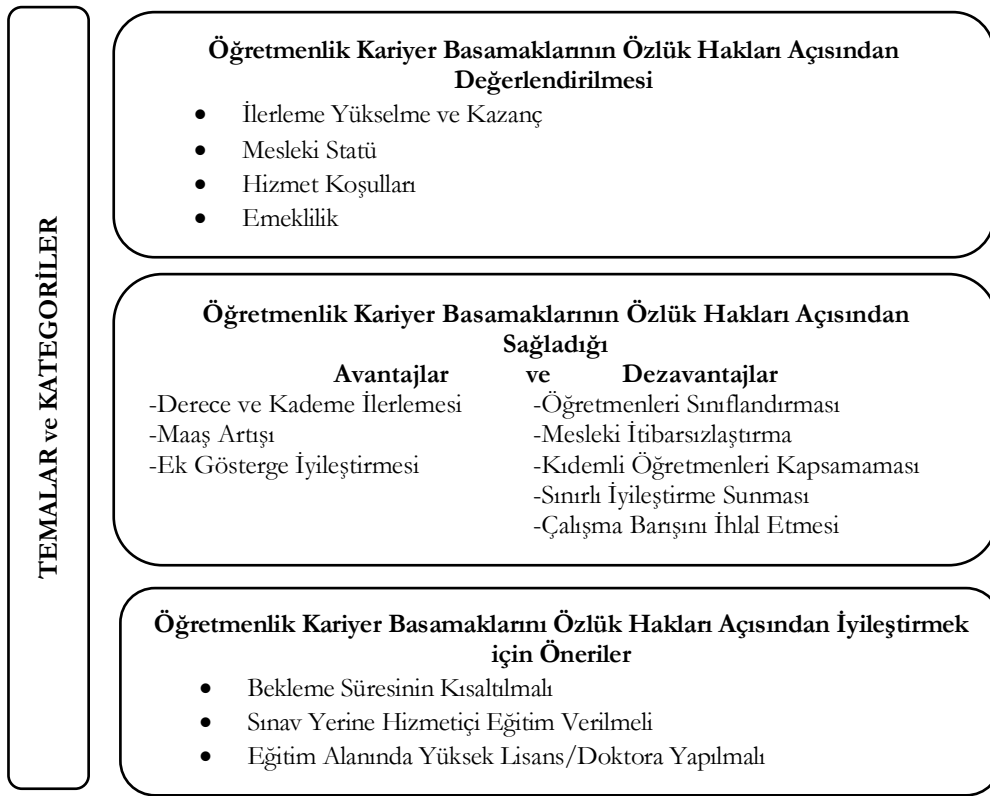 TEMALAR ve KATEGORİLER
Öğretmenlik Kariyer Basamaklarının Özlük Hakları Açısından
Değerlendirilmesi
• İlerleme Yükselme ve Kazanç
• Mesleki Statü
• Hizmet Koşulları
• Emeklilik
Öğretmenlik Kariyer Basamaklarının Özlük Hakları Açısından
Sağladığı
Avantajlar ve Dezavantajlar
-Derece ve Kademe İlerlemesi -Öğretmenleri Sınıflandırması
-Maaş Artışı -Mesleki İtibarsızlaştırma
-Ek Gösterge İyileştirmesi -Kıdemli Öğretmenleri Kapsamaması
-Sınırlı İyileştirme Sunması
-Çalışma Barışını İhlal Etmesi
Öğretmenlik Kariyer Basamaklarını Özlük Hakları Açısından İyileştirmek
için Öneriler
• Bekleme Süresinin Kısaltılmalı
• Sınav Yerine Hizmetiçi Eğitim Verilmeli
• Eğitim Alanında Yüksek Lisans/Doktora Yapılmalı